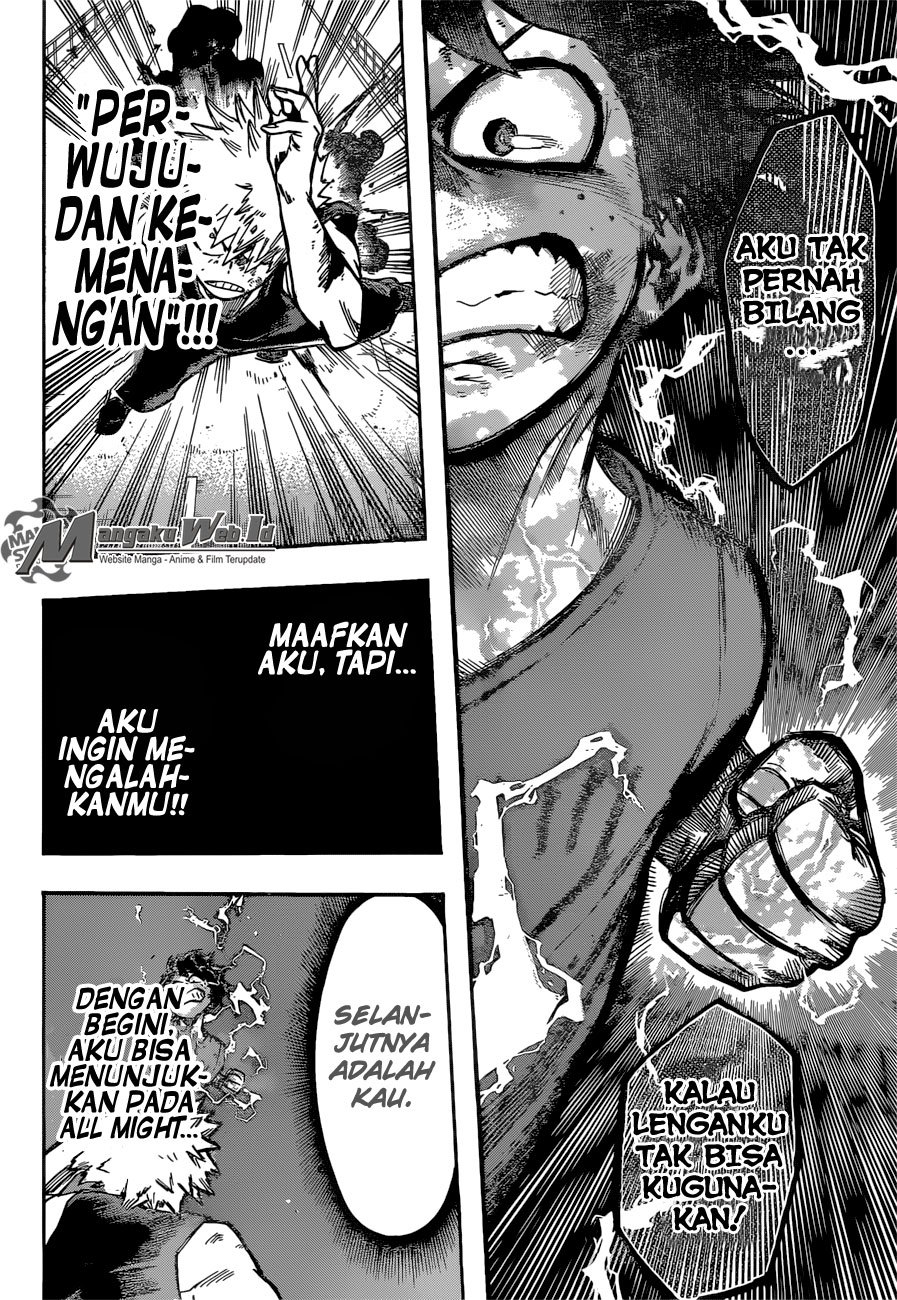 AKU TAK
PERNAH
BILANG
...
KALAU
LENGANKU
TAK BISA
KUGUNA-
KAN!
"PER-
WUJU-
DAN KE-
MENA-
NGAN"!!!
Mangaku.Web.Id
Website Manga - Anime & Film Terupdate
MAAFKAN
AKU, TAPI...
AKU
INGIN ME-
NGALAH-
KANMU!!
SELAN-
JUTNYA
ADALAH
KAU.
DENGAN
BEGINI,
AKU BISA
MENUNJUK-
KAN PADA
ALL MIGHT...